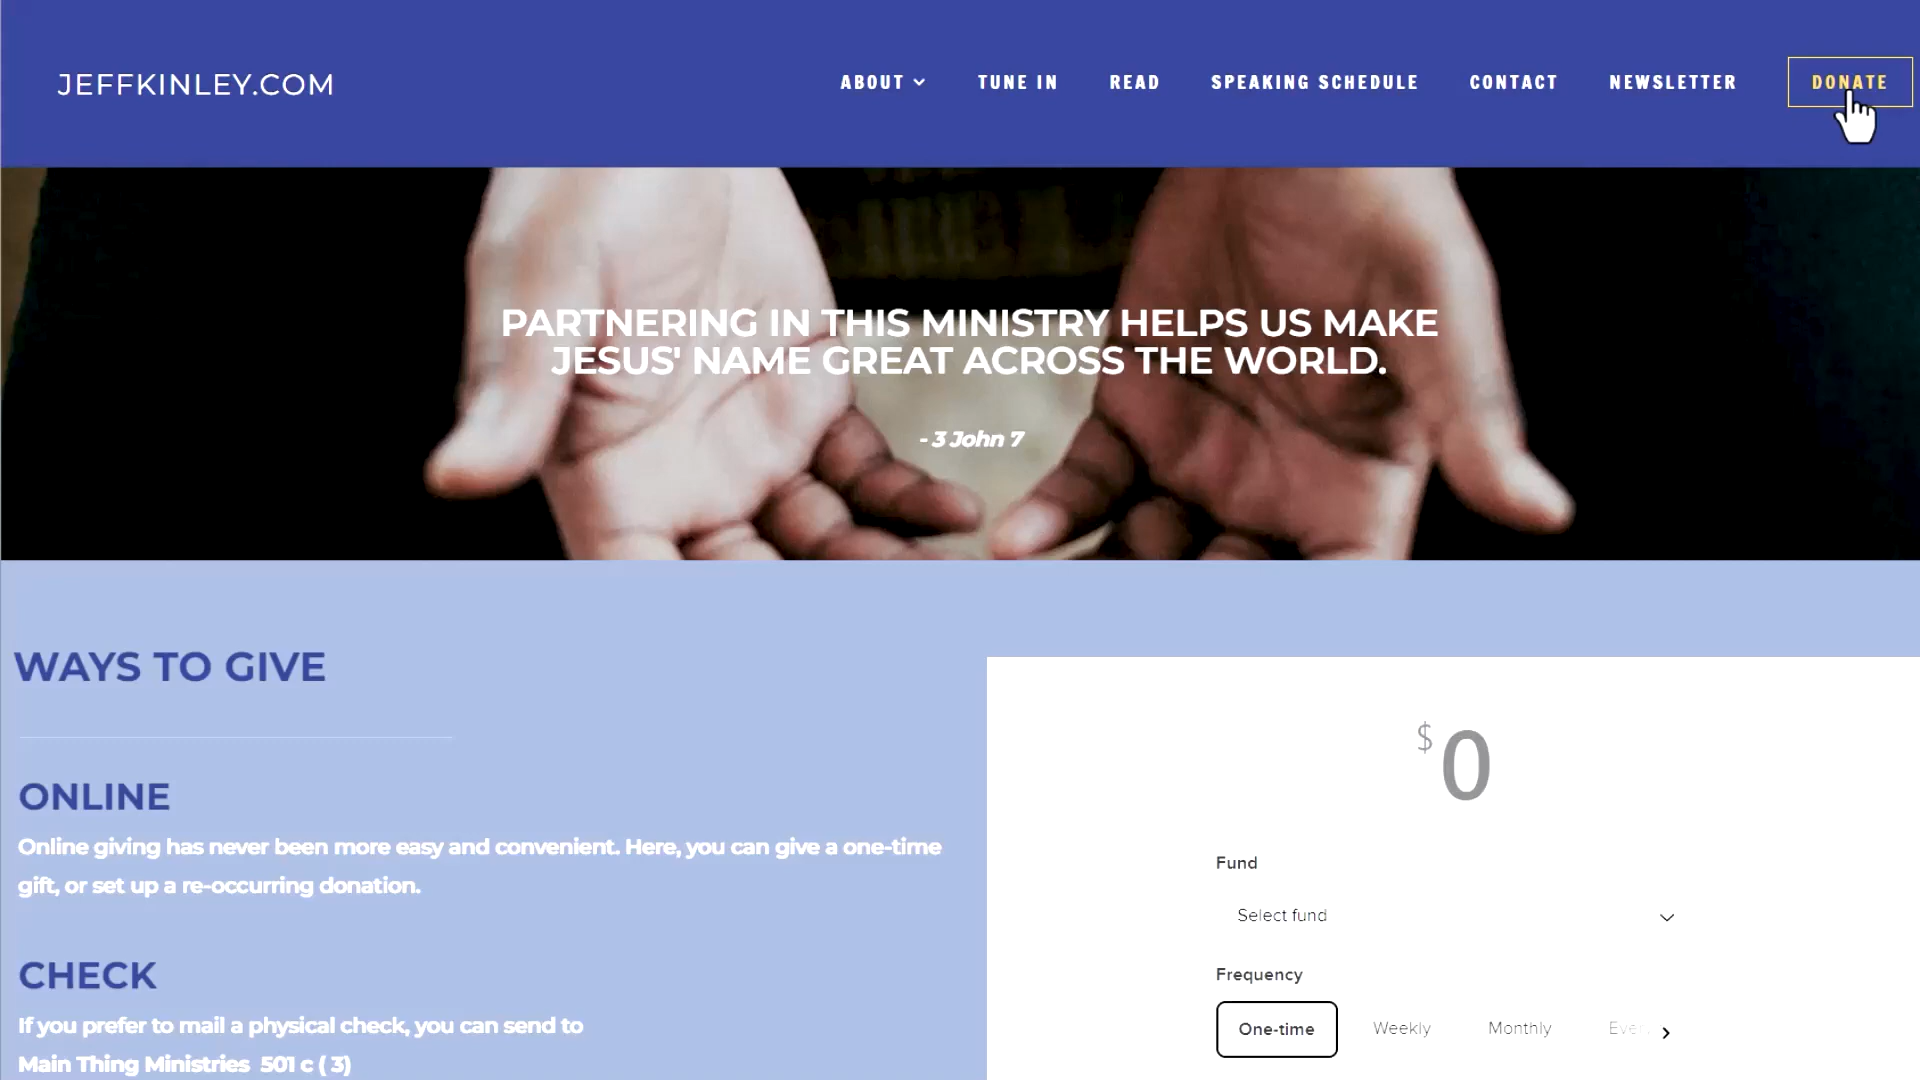 JEFFKINLEY.COM
ABOUT
TUNE IN
READ
SPEAKING SCHEDULE
CONTACT
NEWSLETTER
DONATE
PARTNERING IN THIS MINISTRY HELPS US MAKE
JESUS' NAME GREAT ACROSS THE WORLD.
- 3 John 7
WAYS TO GIVE
ONLINE
Online giving has never been more easy and convenient. Here, you can give a one-time
gift, or set up a re-occurring donation.
CHECK
If you prefer to mail a physical check, you can send to
Main Thing Ministries 501 c ( 3)
$ 0
Fund
Select fund
Frequency
One-time
Weekly
Monthly